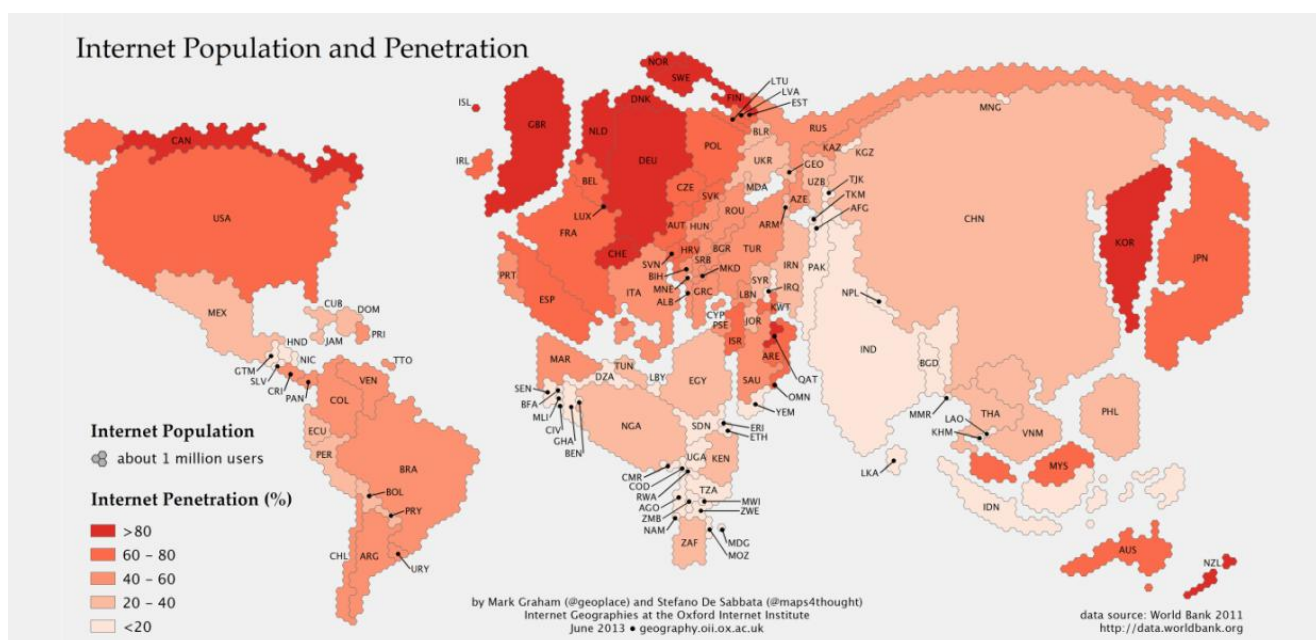 Internet Population and Penetration
NOR
SWE
LTU
LVA
EST
ISL
CAN
GBR
NLD
DNK
FIN
MNG
DEU
POL
BLR
RUS
KAZ
KGZ
IRL
BEL
UKR
GEO
UZB
TJK
CZE
MDA
TKM
SVK
AZE
AFG
USA
LUX
ROU
CHN
FRA
AUT
HUN
ARM
KOR
CHE
HRV
BGR
TUR
JPN
SVN
SRB
PRT
BIH
MKD
IRN
PAK
ESP
ITA
MNE
SYR
IRQ
NPL
ALB
GRC
LBN
CUB
DOM
MEX
CYP
KWT
PSE
JOR
PRI
HND
JAM
ISR
IND
NIC
MAR
TUN
ARE
BGD
GTM
TTO
DZA
LBY
EGY
SAU
QAT
SLV
VEN
SEN
OMN
CRI
BFA
PAN
COL
MLI
YEM
MMR
THA
PHL
CIV
NGA
SDN
ERI
LAO
ECU
GHA
ETH
KHM
VNM
BEN
PER
BRA
UGA
KEN
CMR
MYS
COD
LKA
RWA
TZA
BOL
AGO
MWI
ZMB
ZWE
IDN
PRY
NAM
MDG
CHL
ARG
ZAF
MOZ
AUS
URY
NZL
Internet Population
about 1 million users
Internet Penetration (%)
>80
60 – 80
40 – 60
20 – 40
<20
by Mark Graham (@geoplace) and Stefano De Sabbata (@maps4thought)
Internet Geographies at the Oxford Internet Institute
June 2013 • geography.oii.ox.ac.uk
data source: World Bank 2011
http://data.worldbank.org